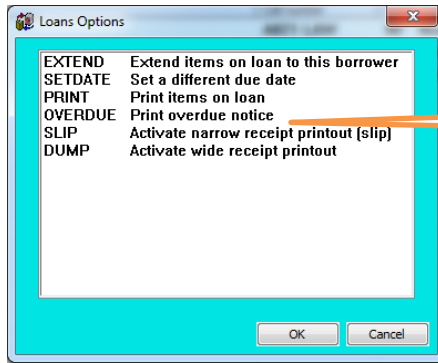 Loans Options
EXTEND Extend items on loan to this borrower
SETDATE Set a different due date
PRINT Print items on loan
OVERDUE Print overdue notice
SLIP Activate narrow receipt printout (slip)
DUMP Activate wide receipt printout
OK Cancel